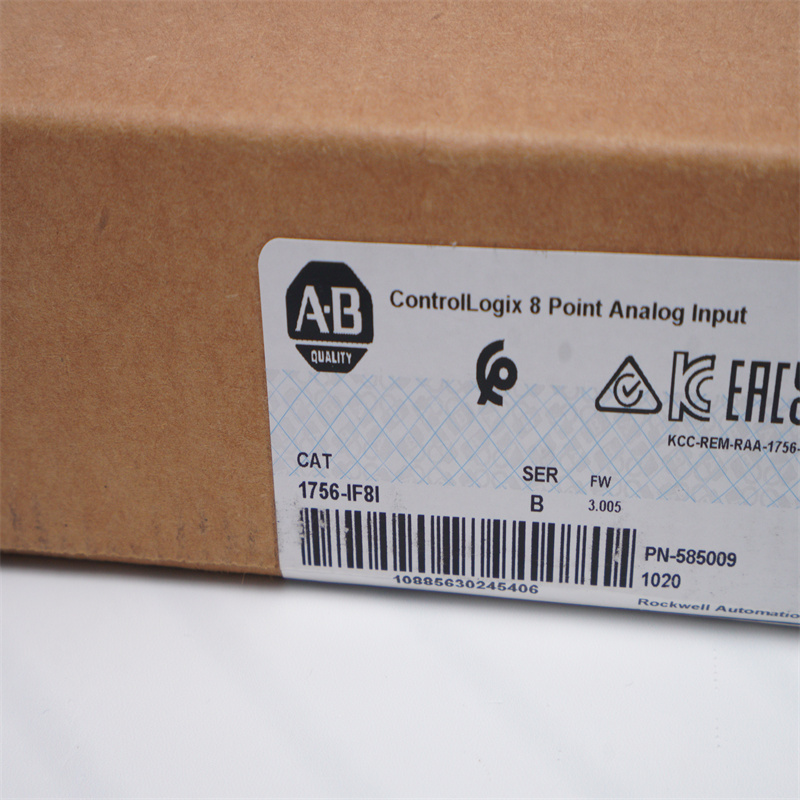 A-B
QUALITY
ControlLogix 8 Point Analog Input
KCC-REM-RAA-1756-
CAT
1756-IF8I
SER
B
FW
3.005
10885630245406
PN-585009
1020
Rockwell Automation